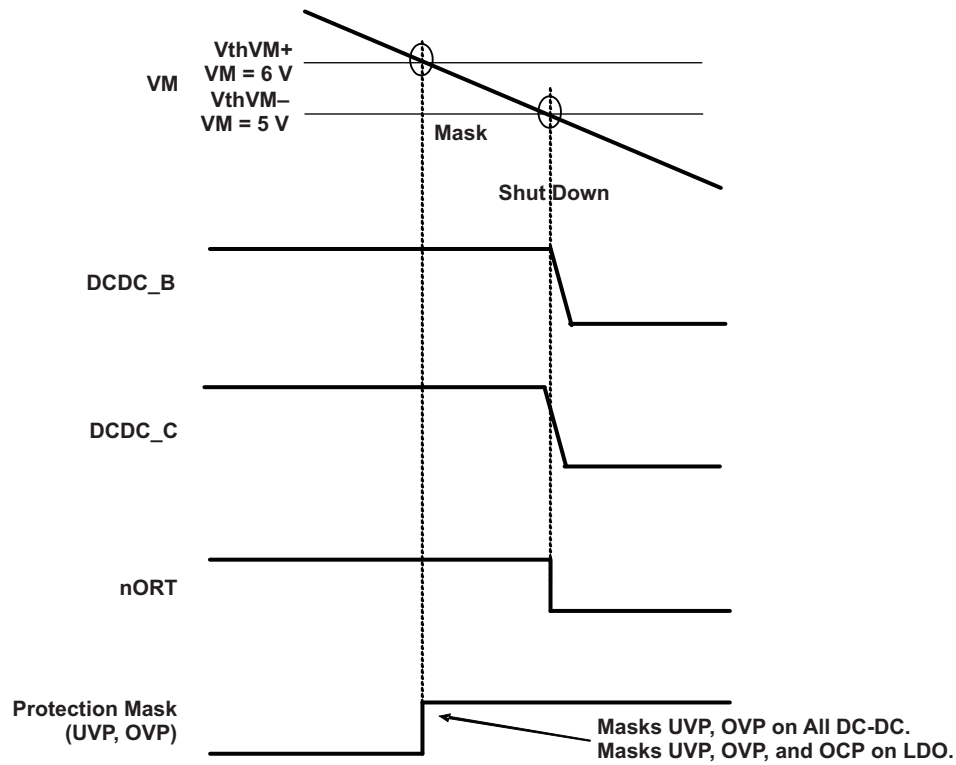 VthVM+
VM = 6 V
VM
VthVM–
VM = 5 V
Mask
Shut Down
DCDC_B
DCDC_C
nORT
Protection Mask
(UVP, OVP)
Masks UVP, OVP on All DC-DC.
Masks UVP, OVP, and OCP on LDO.